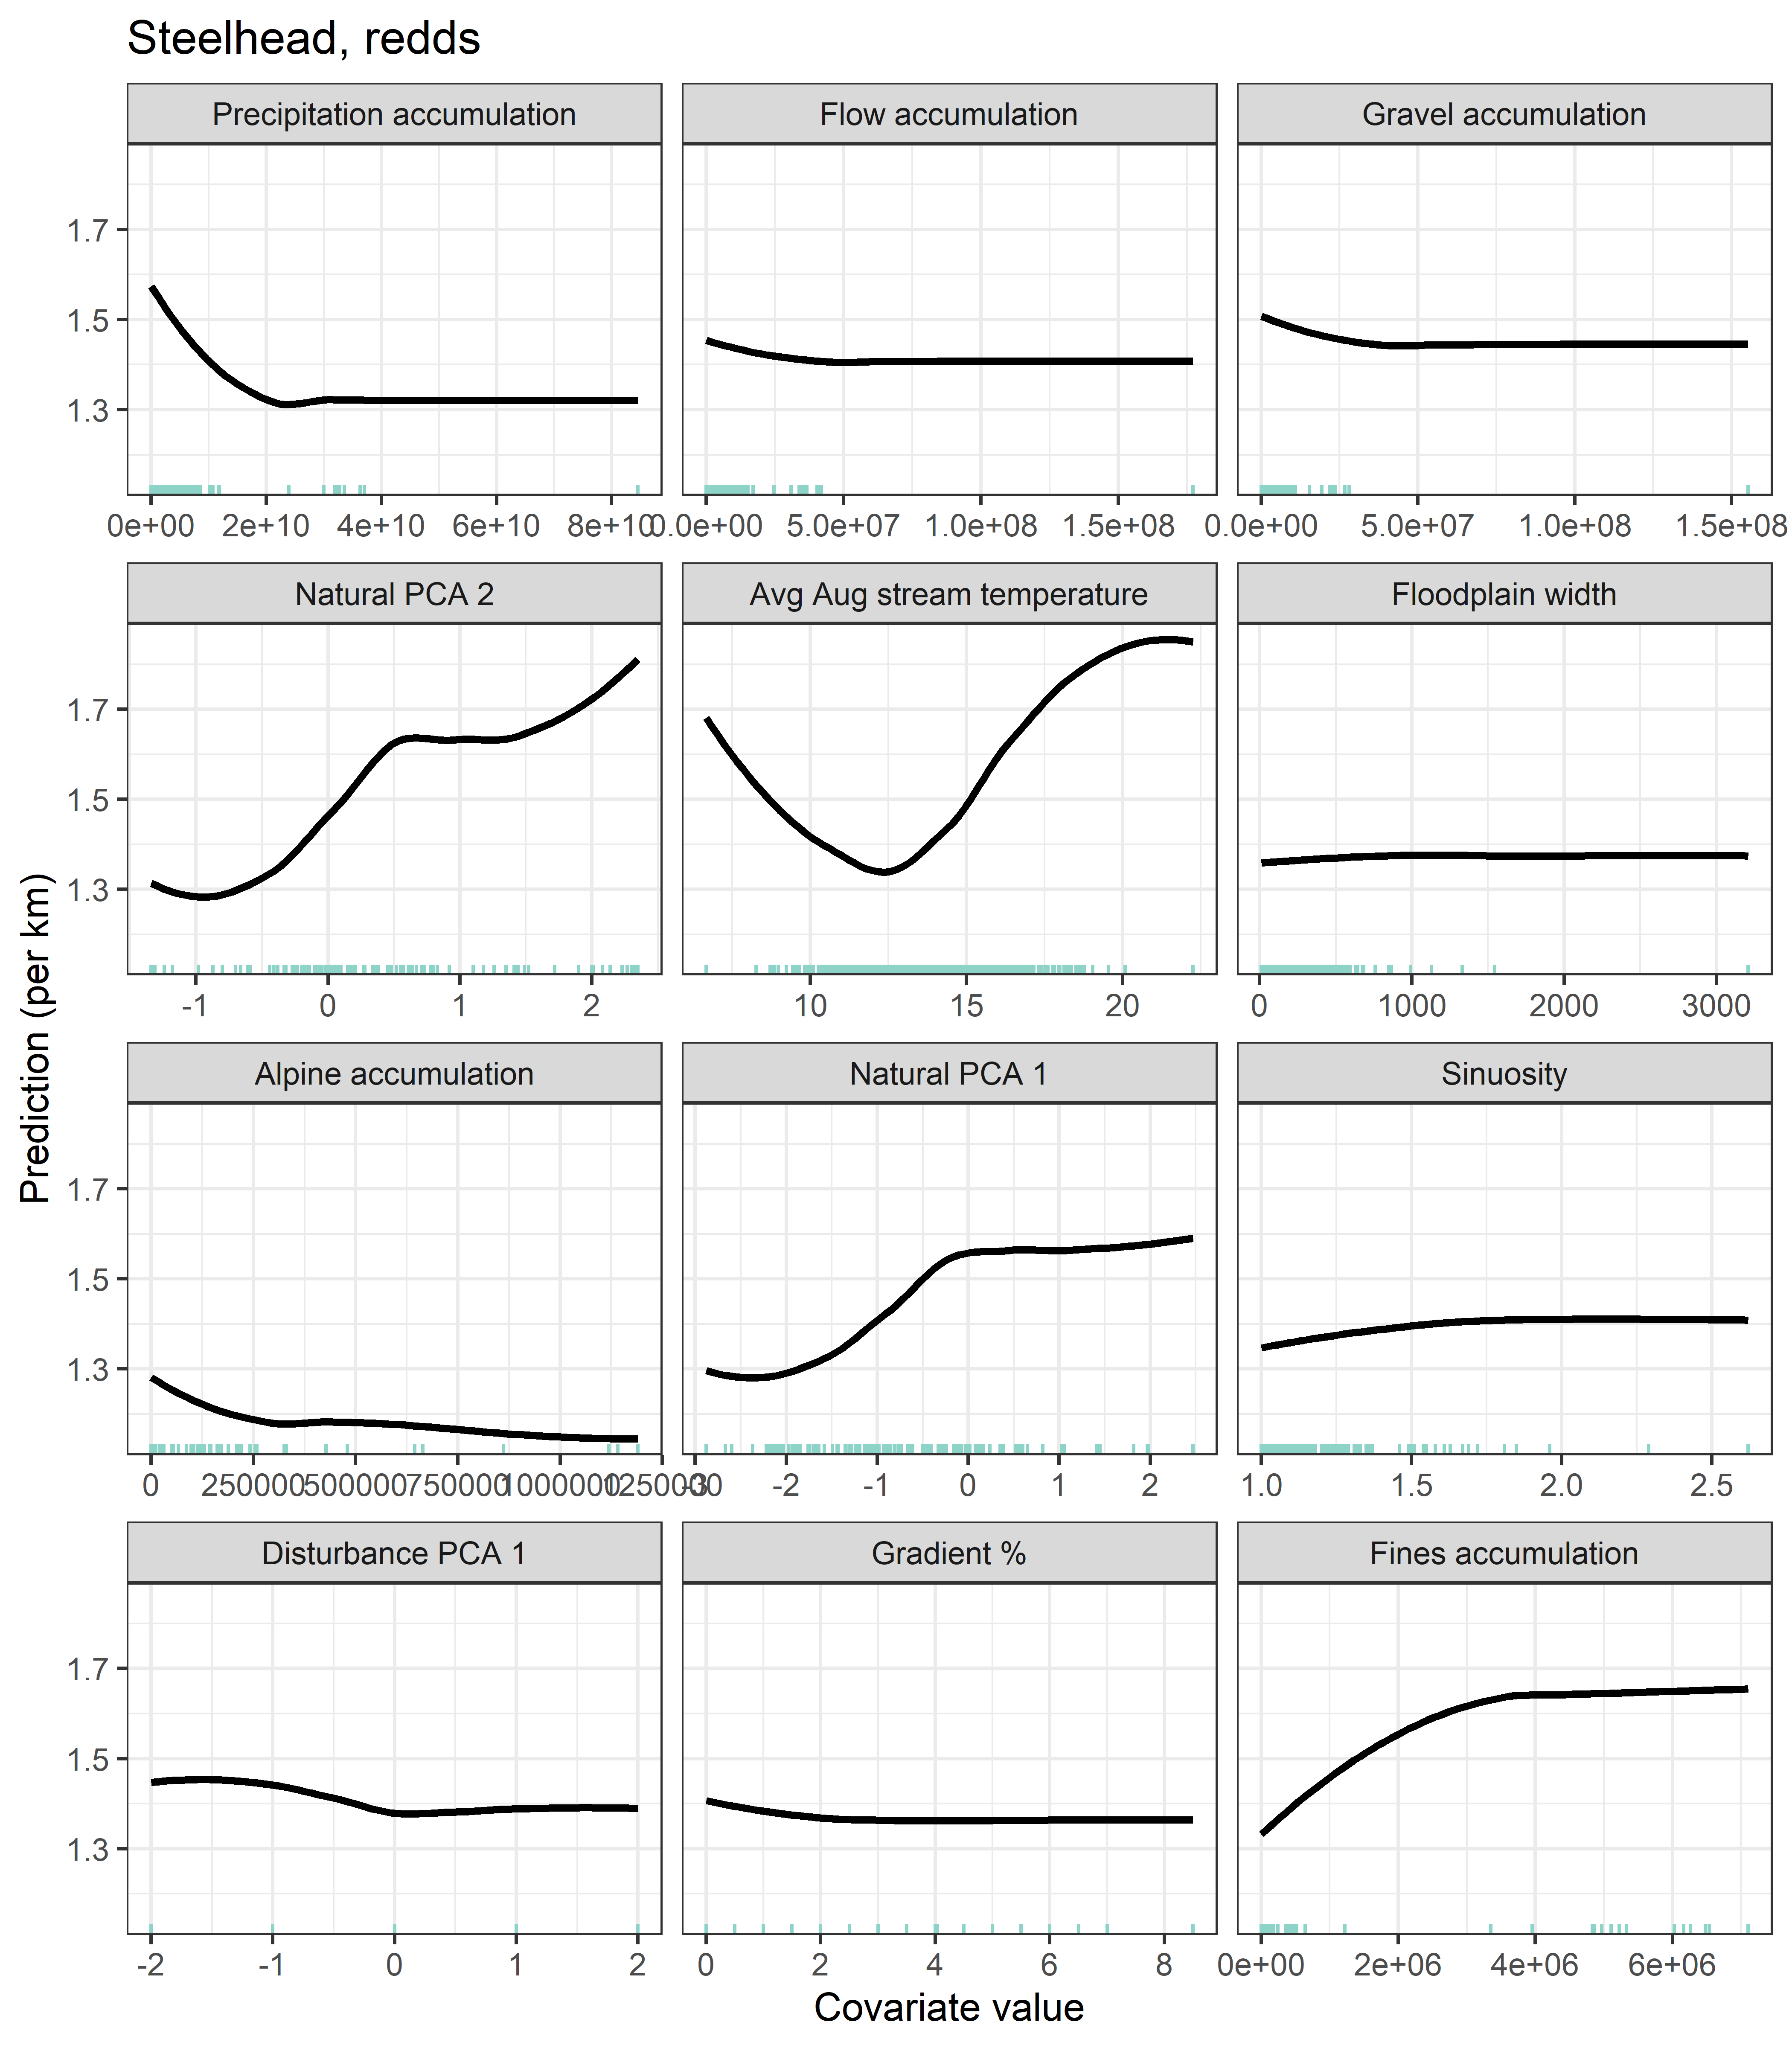 Steelhead, redds
Precipitation accumulation Flow accumulation Gravel accumulation
1.7
1.5
1.3
0e+00 2e+10 4e+10 6e+10 8e+10 0.0e+00 5.0e+07 1.0e+08 1.5e+08 0.0e+00 5.0e+07 1.0e+08 1.5e+08
Natural PCA 2 Avg Aug stream temperature Floodplain width
1.7
1.5
1.3
-1 0 1 2 10 15 20 0 1000 2000 3000
Prediction (per km)
Alpine accumulation Natural PCA 1 Sinuosity
1.7
1.5
1.3
0 250000 500000 750000 1000000 1250000 -3 -2 -1 0 1 2 1.0 1.5 2.0 2.5
Disturbance PCA 1 Gradient % Fines accumulation
1.7
1.5
1.3
-2 -1 0 1 2 0 2 4 6 8 0e+00 2e+06 4e+06 6e+06
Covariate value